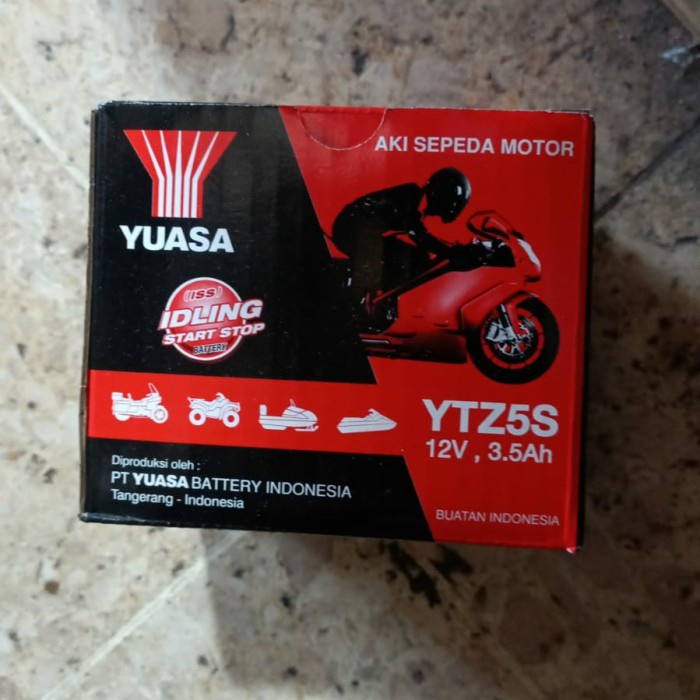 AKI SEPEDA MOTOR
YUASA
ISS
IDLING
START STOP
BATTERY
YTZ5S
12V , 3.5Ah
Diproduksi oleh :
PT YUASA BATTERY INDONESIA
Tangerang - Indonesia
BUATAN INDONESIA